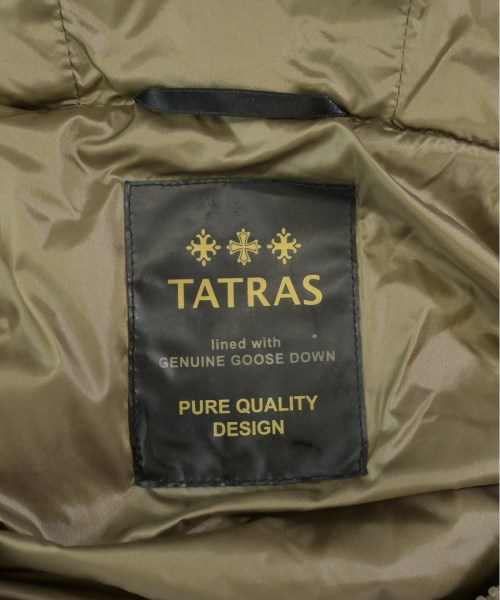 TATRAS
lined with
GENUINE GOOSE DOWN
PURE QUALITY
DESIGN